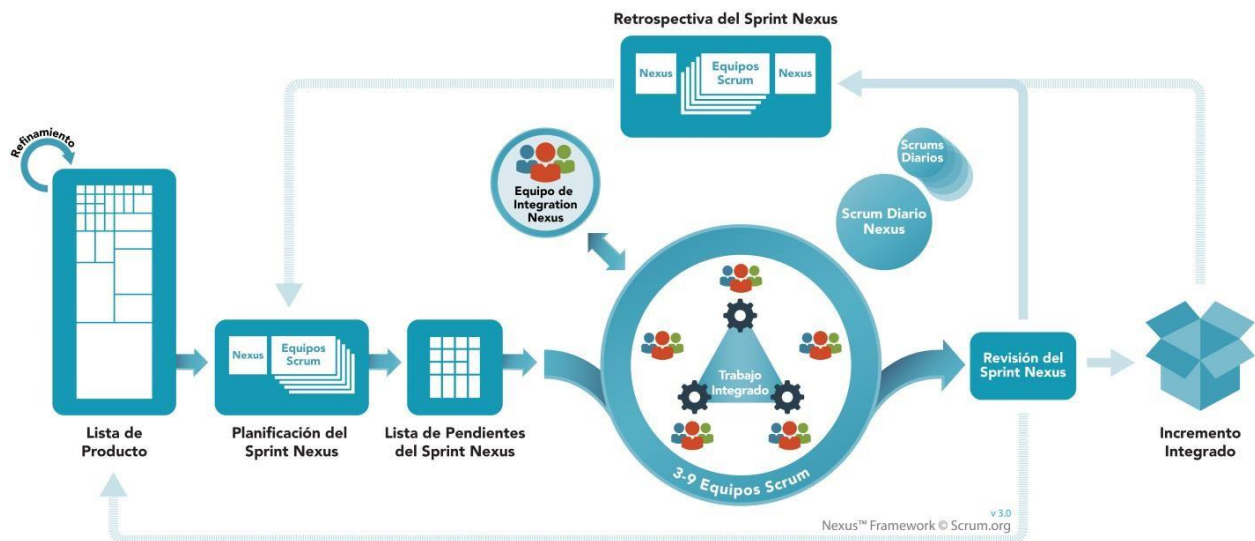 Retrospectiva del Sprint Nexus
Nexus
Equipos
Scrum
Nexus
Refinamiento
Equipo de
Integration
Nexus
Scrums
Diarios
Scrum Diario
Nexus
Nexus
Equipos
Scrum
Trabajo
Integrado
Revisión del
Sprint Nexus
Lista de
Producto
Planificación del
Sprint Nexus
Lista de Pendientes
del Sprint Nexus
3-9 Equipos Scrum
Incremento
Integrado
v 3.0
Nexus™ Framework © Scrum.org